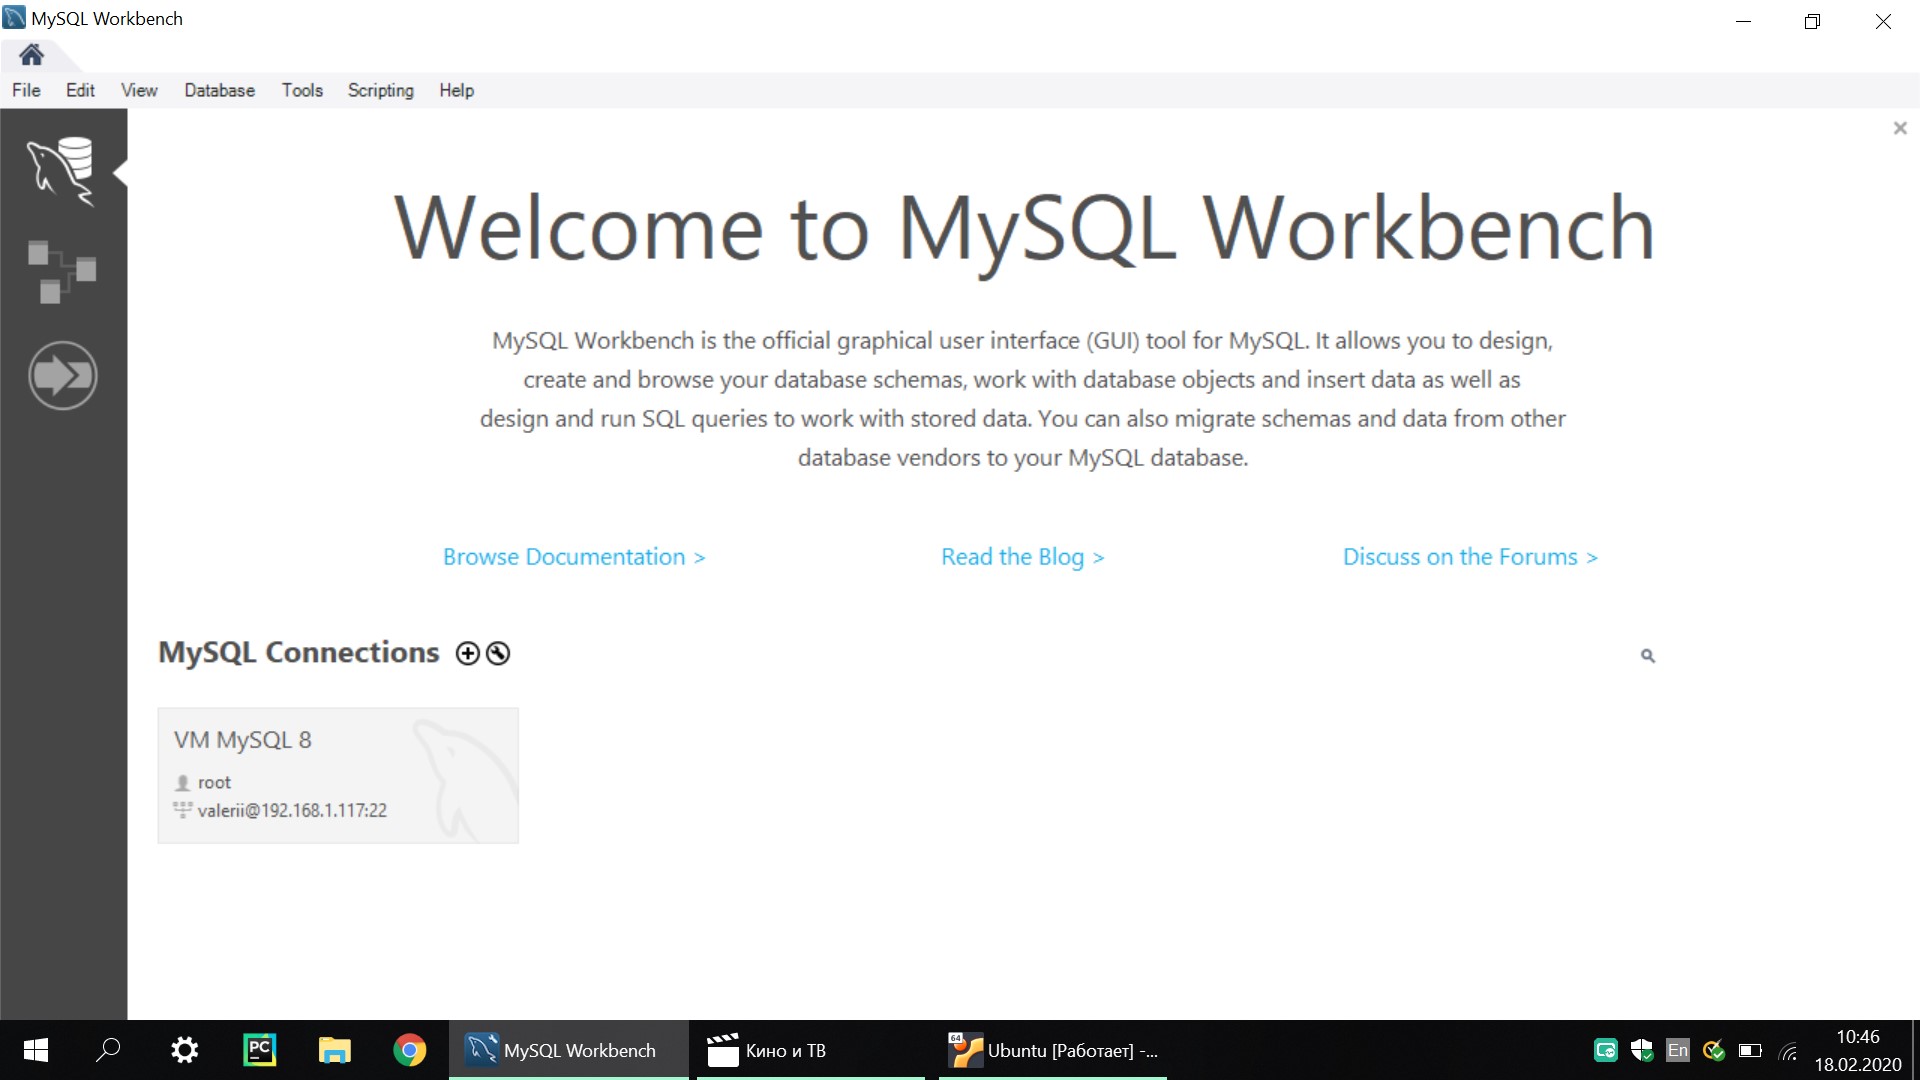 MySQL Workbench
File Edit View Database Tools Scripting Help
Welcome to MySQL Workbench
MySQL Workbench is the official graphical user interface (GUI) tool for MySQL. It allows you to design,
create and browse your database schemas, work with database objects and insert data as well as
design and run SQL queries to work with stored data. You can also migrate schemas and data from other
database vendors to your MySQL database.
Browse Documentation > Read the Blog > Discuss on the Forums >
MySQL Connections
VM MySQL 8
root
valerii@192.168.1.117:22
PC MySQL Workbench Кино и ТВ 64 Ubuntu [Работает] -... En 10:46
18.02.2020